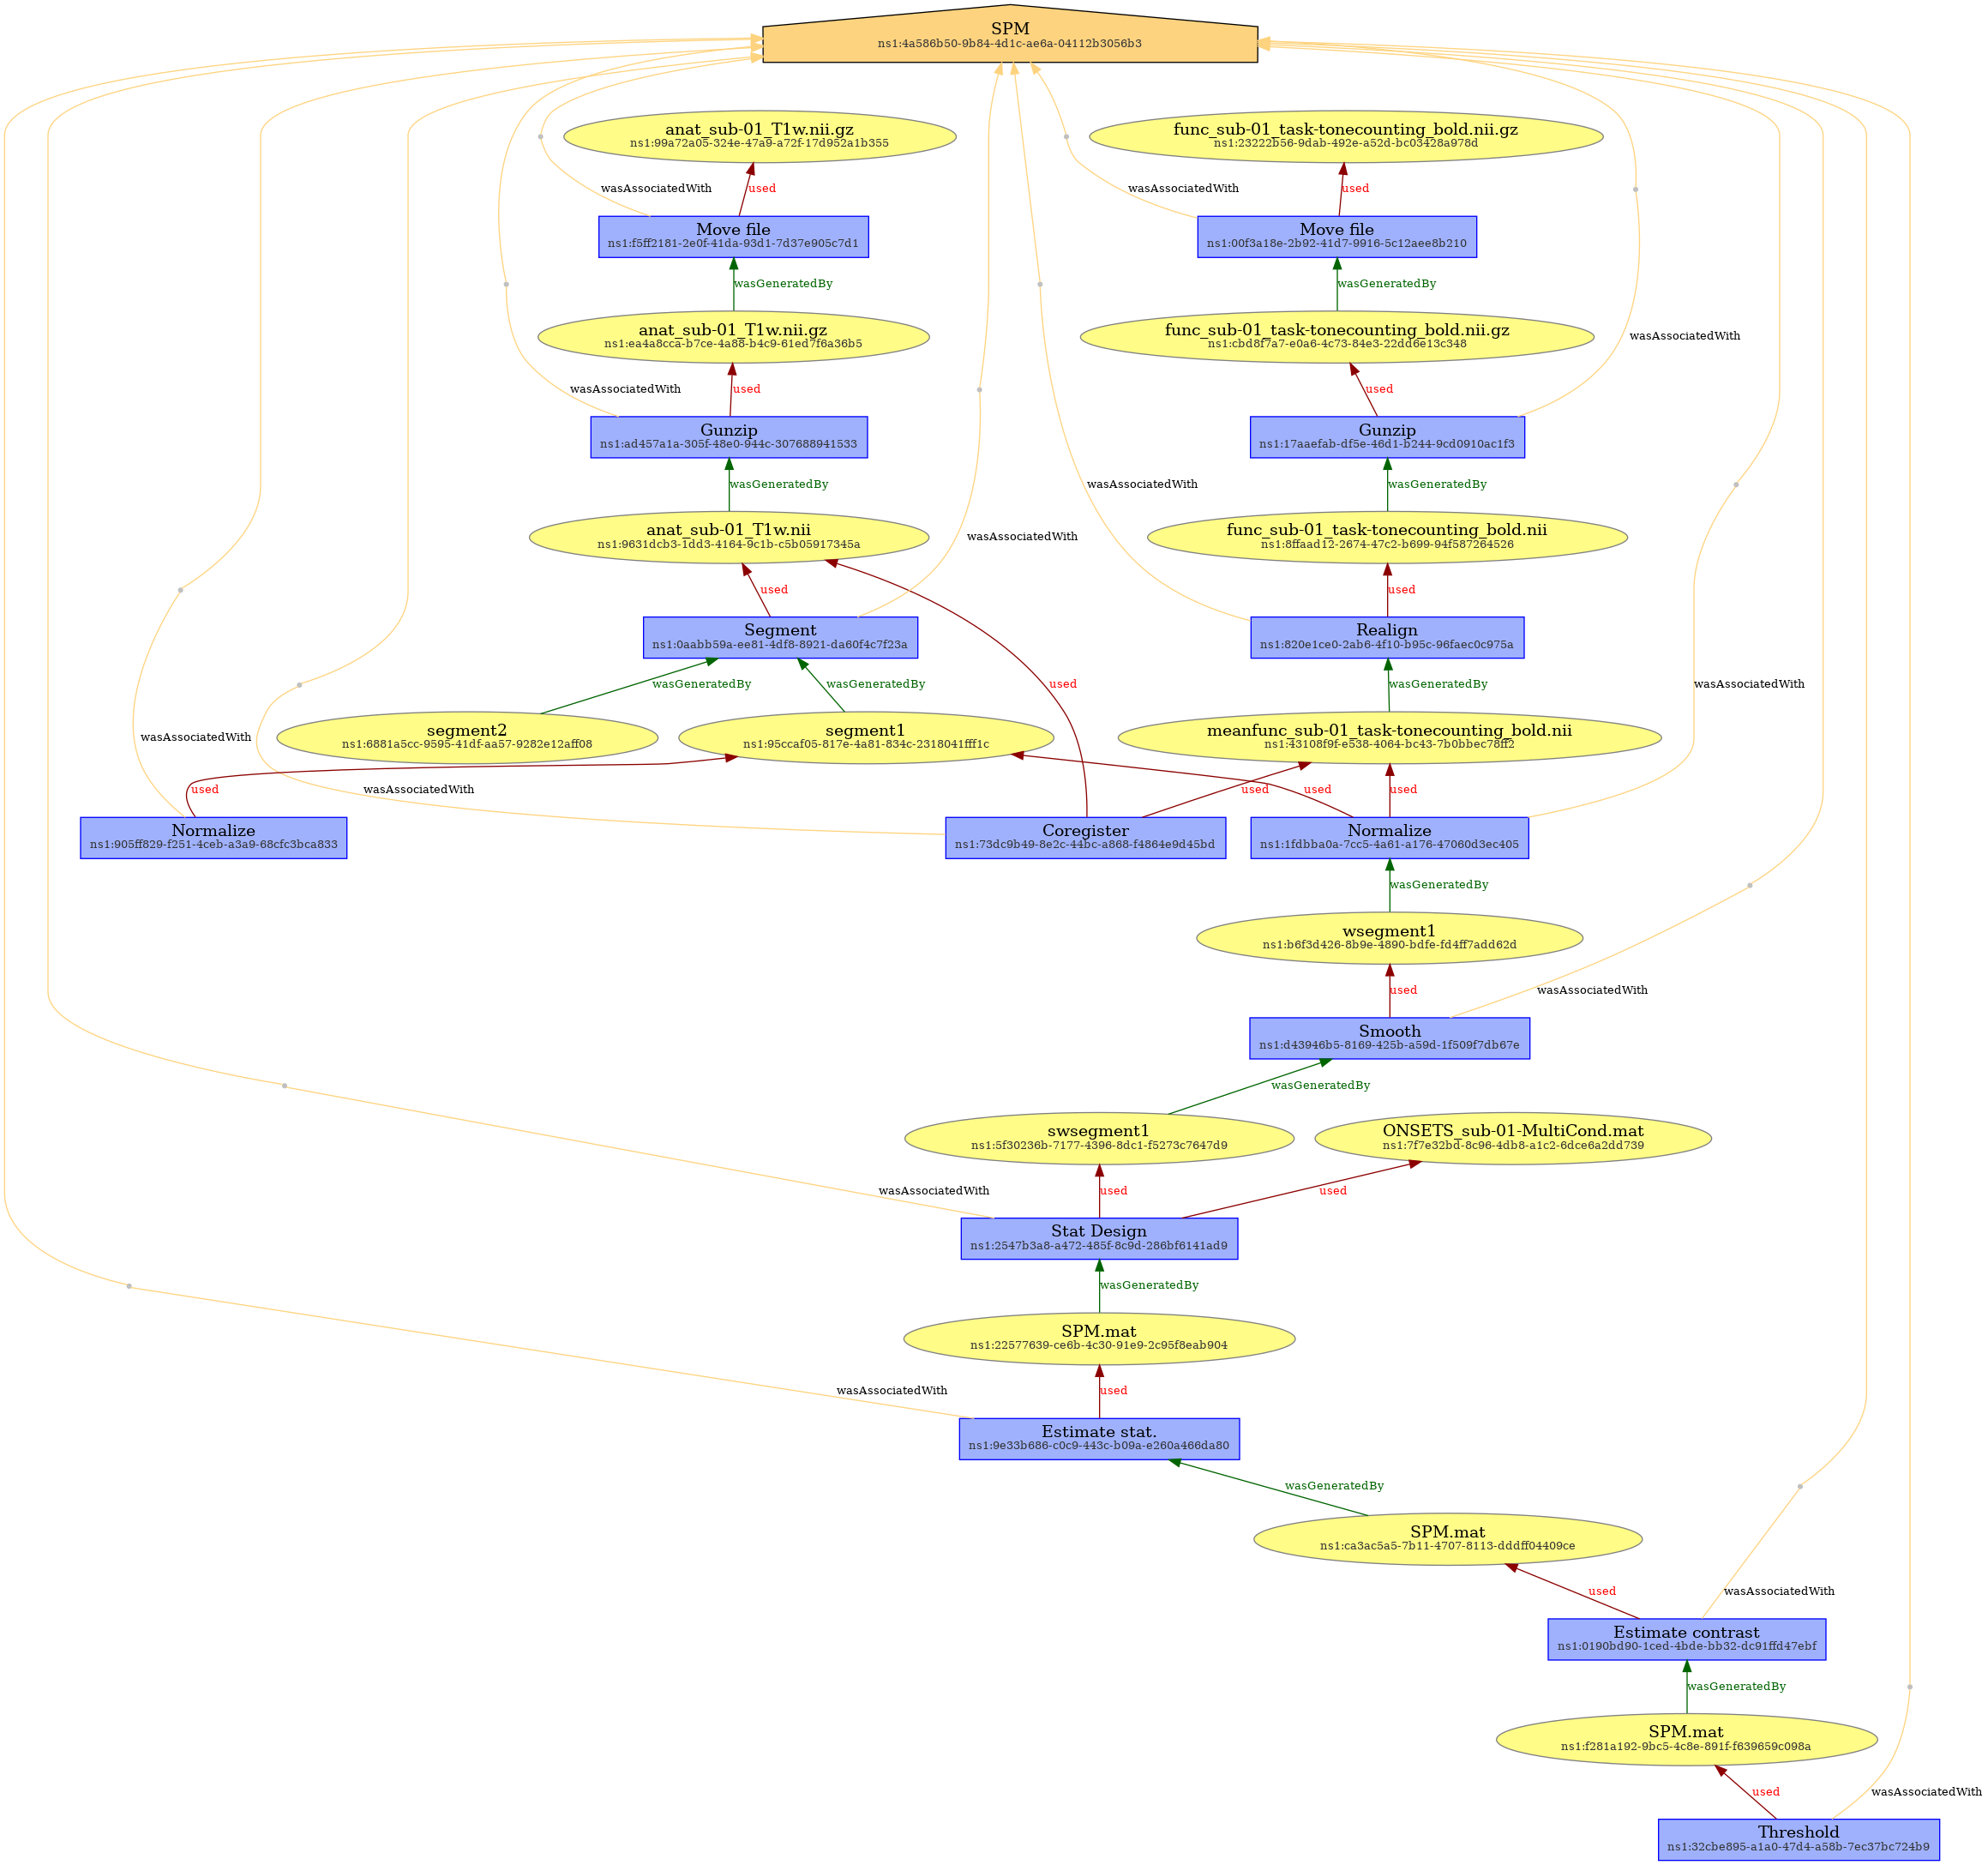 SPM
ns1:4a586b50-9b84-4d1c-ae6a-04112b3056b3
anat_sub-01_T1w.nii.gz
ns1:99a72a05-324e-47a9-a72f-17d952a1b355
func_sub-01_task-tonecounting_bold.nii.gz
ns1:23222b56-9dab-492e-a52d-bc03428a978d
wasAssociatedWith
used
wasAssociatedWith
used
Move file
ns1:f5ff2181-2e0f-41da-93d1-7d37e905c7d1
Move file
ns1:00f3a18e-2b92-41d7-9916-5c12aee8b210
wasGeneratedBy
wasGeneratedBy
anat_sub-01_T1w.nii.gz
ns1:ea4a8cca-b7ce-4a88-b4c9-61ed7f6a36b5
func_sub-01_task-tonecounting_bold.nii.gz
ns1:cbd8f7a7-e0a6-4c73-84e3-22dd6e13c348
wasAssociatedWith
wasAssociatedWith
used
used
Gunzip
ns1:ad457a1a-305f-48e0-944c-307688941533
Gunzip
ns1:17aaefab-df5e-46d1-b244-9cd0910ac1f3
wasGeneratedBy
wasAssociatedWith
wasGeneratedBy
anat_sub-01_T1w.nii
ns1:9631dcb3-1dd3-4164-9c1b-c5b05917345a
wasAssociatedWith
func_sub-01_task-tonecounting_bold.nii
ns1:8ffaad12-2674-47c2-b699-94f587264526
used
used
Segment
ns1:0aabb59a-ee81-4df8-8921-da60f4c7f23a
Realign
ns1:820e1ce0-2ab6-4f10-b95c-96faec0c975a
wasGeneratedBy
wasGeneratedBy
used
wasGeneratedBy
wasAssociatedWith
wasAssociatedWith
segment2
ns1:6881a5cc-9595-41df-aa57-9282e12aff08
segment1
ns1:95ccaf05-817e-4a81-834c-2318041fff1c
meanfunc_sub-01_task-tonecounting_bold.nii
ns1:43108f9f-e538-4064-bc43-7b0bbec78ff2
used
wasAssociatedWith
used
used
used
Normalize
ns1:905ff829-f251-4ceb-a3a9-68cfc3bca833
Coregister
ns1:73dc9b49-8e2c-44bc-a868-f4864e9d45bd
Normalize
ns1:1fdbba0a-7cc5-4a61-a176-47060d3ec405
wasGeneratedBy
wsegment1
ns1:b6f3d426-8b9e-4890-bdfe-fd4ff7add62d
used
wasAssociatedWith
Smooth
ns1:d43946b5-8169-425b-a59d-1f509f7db67e
wasGeneratedBy
swsegment1
ns1:5f30236b-7177-4396-8dc1-f5273c7647d9
ONSETS_sub-01-MultiCond.mat
ns1:7f7e32bd-8c96-4db8-a1c2-6dce6a2dd739
wasAssociatedWith
used
used
Stat Design
ns1:2547b3a8-a472-485f-8c9d-286bf6141ad9
wasGeneratedBy
SPM.mat
ns1:22577639-ce6b-4c30-91e9-2c95f8eab904
wasAssociatedWith
used
Estimate stat.
ns1:9e33b686-c0c9-443c-b09a-e260a466da80
wasGeneratedBy
SPM.mat
ns1:ca3ac5a5-7b11-4707-8113-dddff04409ce
used
wasAssociatedWith
Estimate contrast
ns1:0190bd90-1ced-4bde-bb32-dc91ffd47ebf
wasGeneratedBy
SPM.mat
ns1:f281a192-9bc5-4c8e-891f-f639659c098a
used
wasAssociatedWith
Threshold
ns1:32cbe895-a1a0-47d4-a58b-7ec37bc724b9